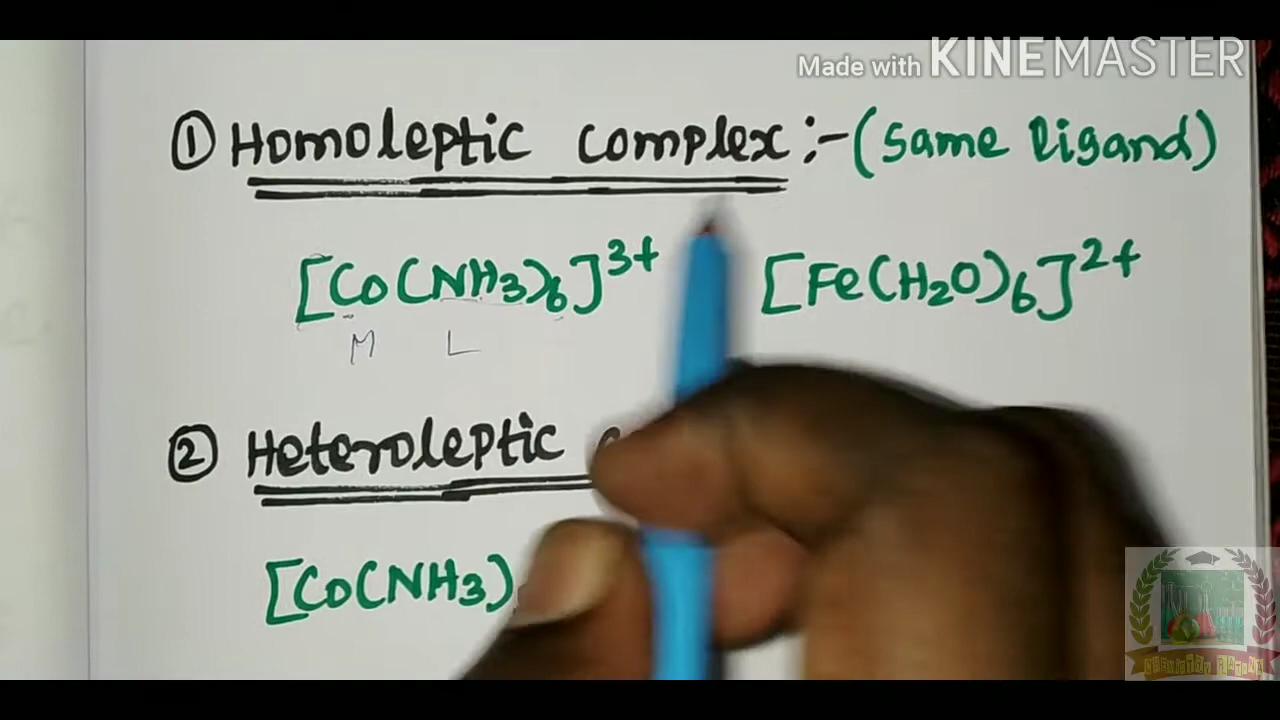 Made with KINEMASTER
① Homoleptic complex :- (same ligand)
[Co(NH3)6]3+ [Fe(H2O)6]2+
M L
② Heteroleptic
[Co(NH3)